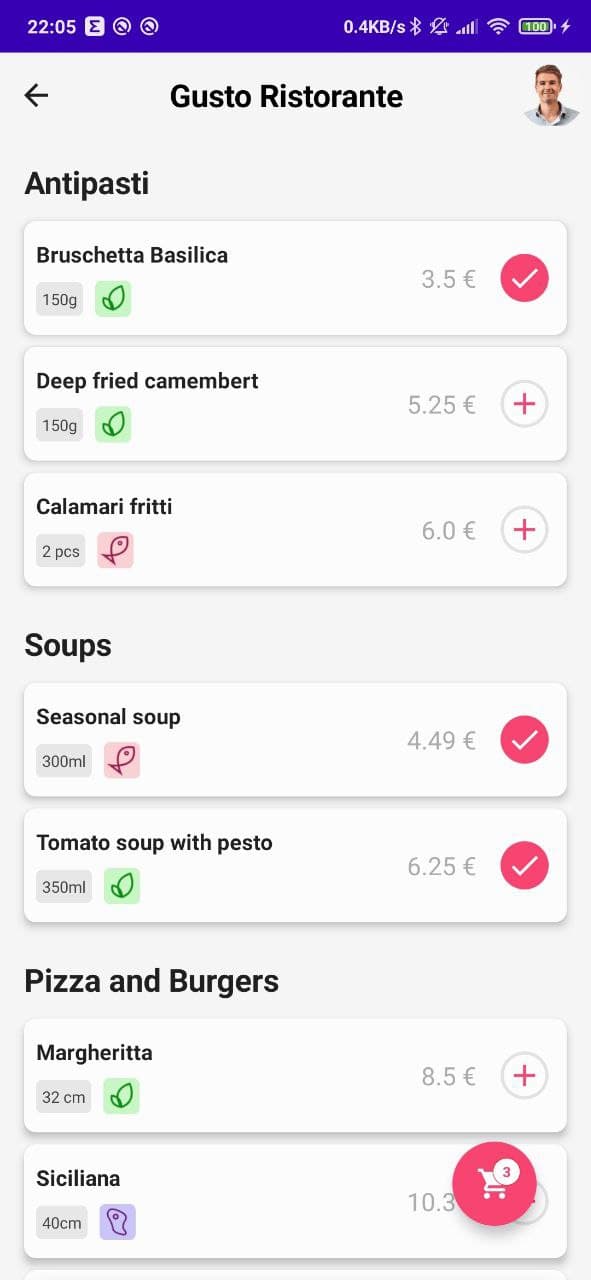 22:05 0.4KB/s 100
Gusto Ristorante
Antipasti
Bruschetta Basilica
150g
3.5 €
Deep fried camembert
150g
5.25 €
Calamari fritti
2 pcs
6.0 €
Soups
Seasonal soup
300ml
4.49 €
Tomato soup with pesto
350ml
6.25 €
Pizza and Burgers
Margheritta
32 cm
8.5 €
Siciliana
40cm
10.3
3